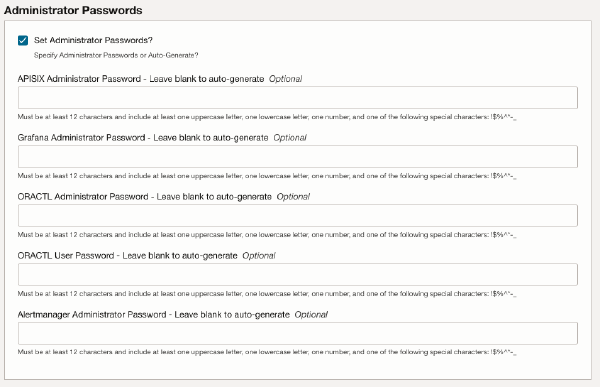 Administrator Passwords
Set Administrator Passwords?
Specify Administrator Passwords or Auto-Generate?
APISIX Administrator Password - Leave blank to auto-generate Optional
Must be at least 12 characters and include at least one uppercase letter, one lowercase letter, one number, and one of the following special characters: !$%^*-_
Grafana Administrator Password - Leave blank to auto-generate Optional
Must be at least 12 characters and include at least one uppercase letter, one lowercase letter, one number, and one of the following special characters: !$%^*-_
ORACTL Administrator Password - Leave blank to auto-generate Optional
Must be at least 12 characters and include at least one uppercase letter, one lowercase letter, one number, and one of the following special characters: !$%^*-_
ORACTL User Password - Leave blank to auto-generate Optional
Must be at least 12 characters and include at least one uppercase letter, one lowercase letter, one number, and one of the following special characters: !$%^*-_
Alertmanager Administrator Password - Leave blank to auto-generate Optional
Must be at least 12 characters and include at least one uppercase letter, one lowercase letter, one number, and one of the following special characters: !$%^*-_